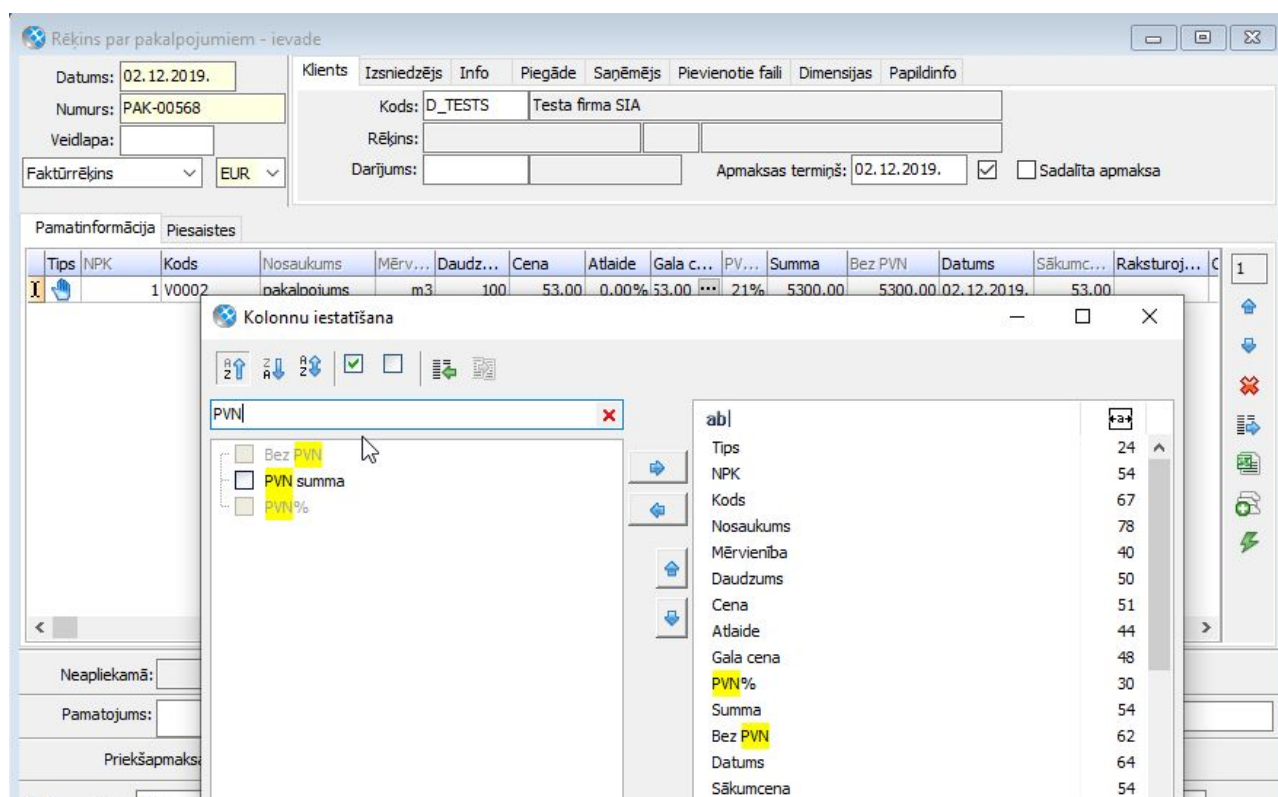 Rēķins par pakalpojumiem - ievade
Datums: 02.12.2019.
Numurs: PAK-00568
Veidlapa:
Faktūrrēķins EUR
Klients Izsniedzējs Info Piegāde Saņēmējs Pievienotie faili Dimensijas Papildinfo
Kods: D_TESTS Testa firma SIA
Rēķins:
Darījums: Apmaksas termiņš: 02.12.2019. Sadalīta apmaksa
Pamatinformācija Piesaistes
Tips NPK Kods Nosaukums Mērv... Daudz... Cena Atlaide Gala c... PV... Summa Bez PVN Datums Sākumc... Raksturoj... 1
1 V0002 pakalpojums m3 100 53.00 0.00% 53.00 ... 21% 5300.00 5300.00 02.12.2019. 53.00
Kolonnu iestatīšana
PVN
Bez PVN
PVN summa
PVN%
ab|
Tips 24
NPK 54
Kods 67
Nosaukums 78
Mērvienība 40
Daudzums 50
Cena 51
Atlaide 44
Gala cena 48
PVN% 30
Summa 54
Bez PVN 62
Datums 64
Sākumcena 54
Neapliekamā:
Pamatojums:
Priekšapmaksa